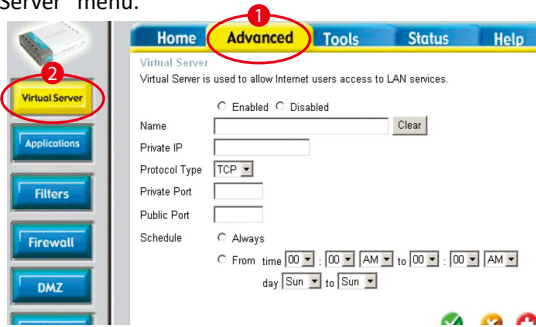 Server" menu.
1
Home Advanced Tools Status Help
2
Virtual Server
Applications
Filters
Firewall
DMZ
Virtual Server
Virtual Server is used to allow Internet users access to LAN services.
Enabled Disabled
Name Clear
Private IP
Protocol Type TCP
Private Port
Public Port
Schedule Always
From time 00 : 00 AM to 00 : 00 AM
day Sun to Sun